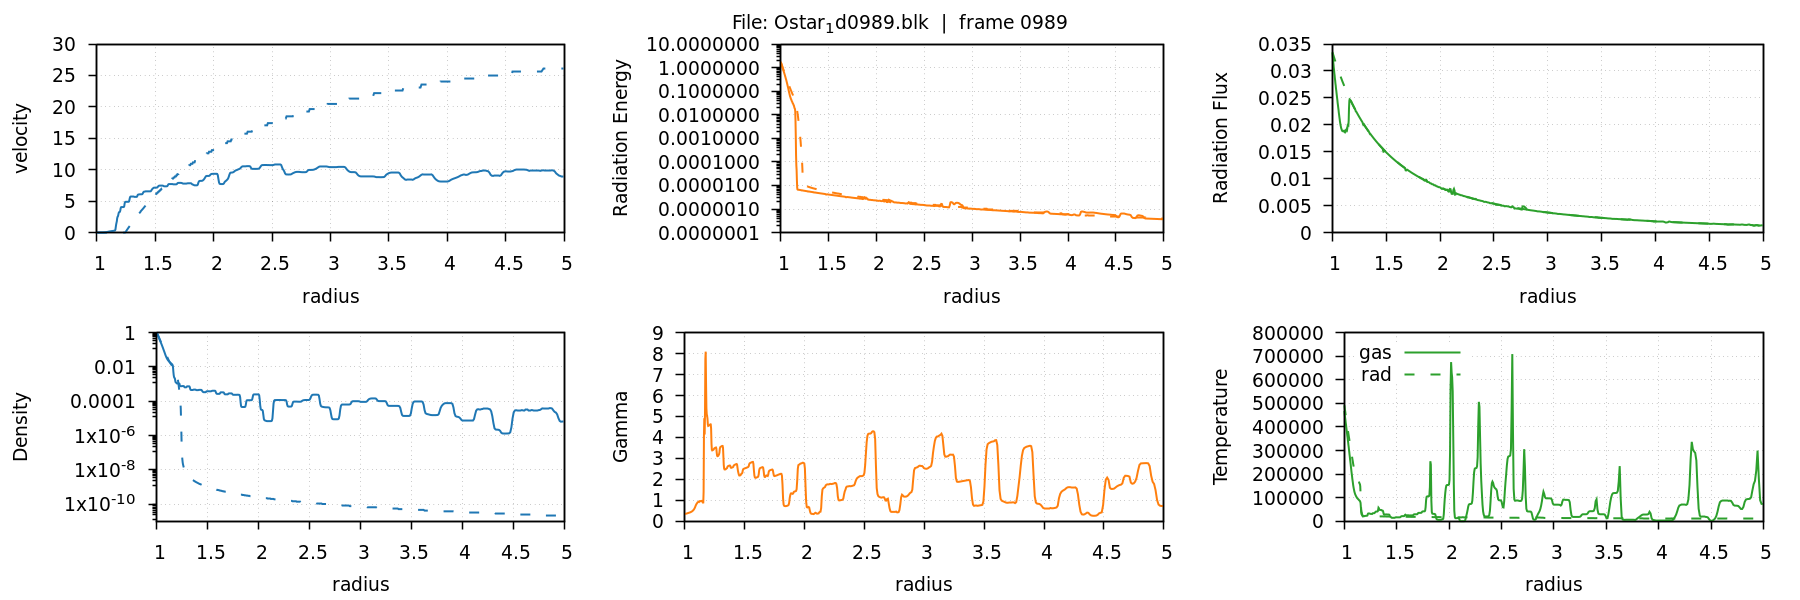 File: Ostar₁d0989.blk | frame 0989
velocity
30
25
20
15
10
5
0
1 1.5 2 2.5 3 3.5 4 4.5 5
radius
Radiation Energy
10.0000000
1.0000000
0.1000000
0.0100000
0.0010000
0.0001000
0.0000100
0.0000010
0.0000001
1 1.5 2 2.5 3 3.5 4 4.5 5
radius
Radiation Flux
0.035
0.03
0.025
0.02
0.015
0.01
0.005
0
1 1.5 2 2.5 3 3.5 4 4.5 5
radius
Density
1
0.01
0.0001
1x10⁻⁶
1x10⁻⁸
1x10⁻¹⁰
1 1.5 2 2.5 3 3.5 4 4.5 5
radius
Gamma
9
8
7
6
5
4
3
2
1
0
1 1.5 2 2.5 3 3.5 4 4.5 5
radius
Temperature
800000
700000
600000
500000
400000
300000
200000
100000
0
gas
rad
1 1.5 2 2.5 3 3.5 4 4.5 5
radius